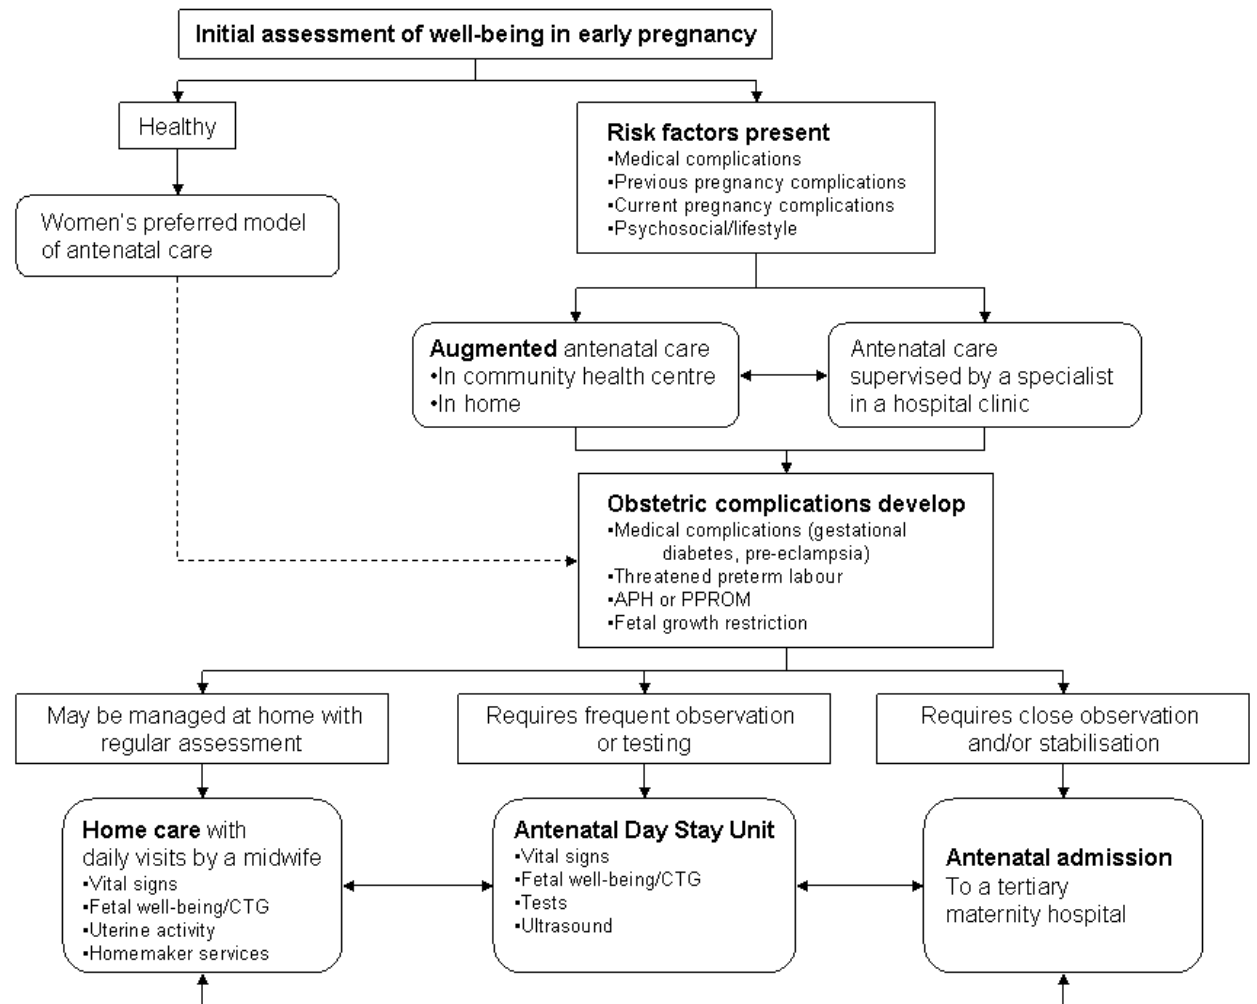 Initial assessment of well-being in early pregnancy
Healthy
Women's preferred model
of antenatal care
Risk factors present
▪Medical complications
▪Previous pregnancy complications
▪Current pregnancy complications
▪Psychosocial/lifestyle
Augmented antenatal care
•In community health centre
•In home
Antenatal care
supervised by a specialist
in a hospital clinic
Obstetric complications develop
▪Medical complications (gestational
diabetes, pre-eclampsia)
▪Threatened preterm labour
▪APH or PPROM
▪Fetal growth restriction
May be managed at home with
regular assessment
Requires frequent observation
or testing
Requires close observation
and/or stabilisation
Home care with
daily visits by a midwife
▪Vital signs
▪Fetal well-being/CTG
▪Uterine activity
▪Homemaker services
Antenatal Day Stay Unit
▪Vital signs
▪Fetal well-being/CTG
▪Tests
▪Ultrasound
Antenatal admission
To a tertiary
maternity hospital